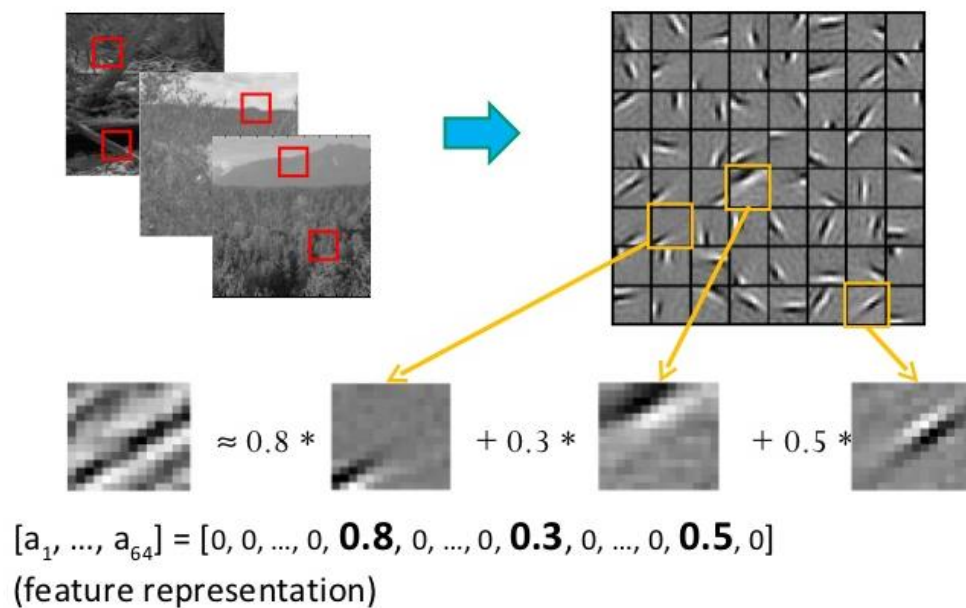 ≈ 0.8 * + 0.3 * + 0.5 *
[a₁, ..., a₆₄] = [0, 0, ..., 0, 0.8, 0, ..., 0, 0.3, 0, ..., 0, 0.5, 0]
(feature representation)